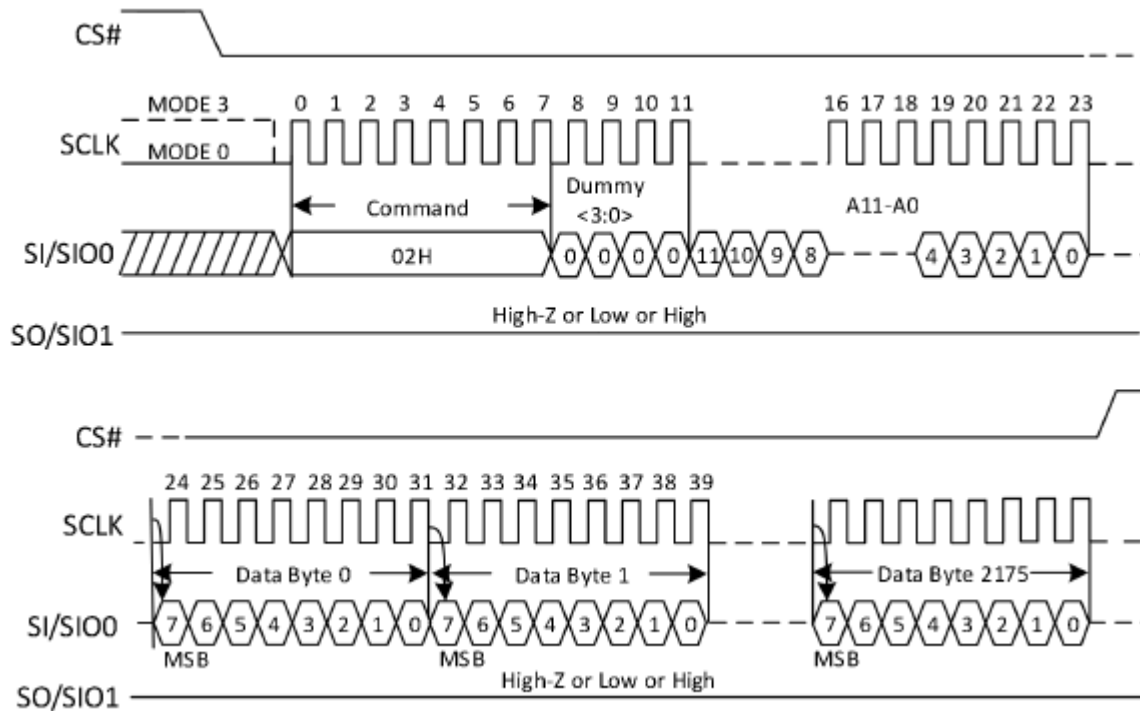 CS#
MODE 3
0 1 2 3 4 5 6 7 8 9 10 11 16 17 18 19 20 21 22 23
SCLK
MODE 0
Dummy
Command <3:0> A11-A0
SI/SIO0 02H 0 0 0 0 11 10 9 8 4 3 2 1 0
High-Z or Low or High
SO/SIO1
CS#
24 25 26 27 28 29 30 31 32 33 34 35 36 37 38 39
SCLK
Data Byte 0 Data Byte 1 Data Byte 2175
SI/SIO0 7 6 5 4 3 2 1 0 7 6 5 4 3 2 1 0 7 6 5 4 3 2 1 0
MSB MSB MSB
High-Z or Low or High
SO/SIO1